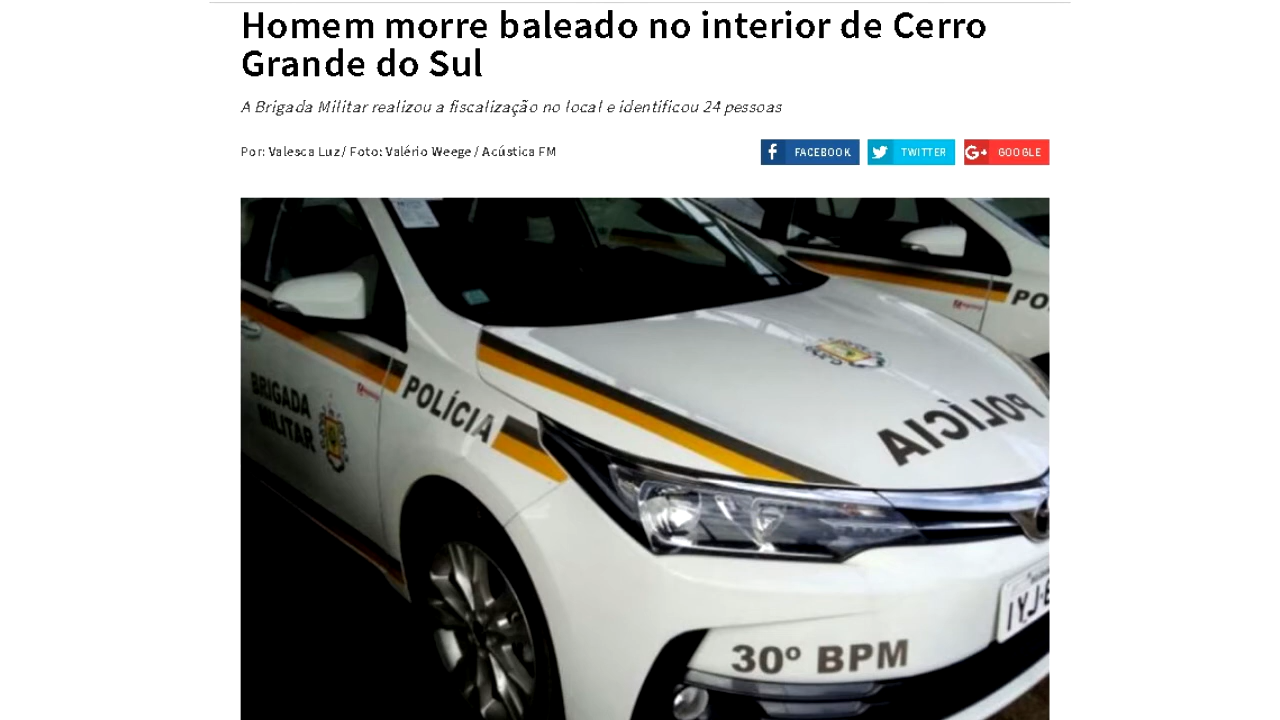 Homem morre baleado no interior de Cerro
Grande do Sul
A Brigada Militar realizou a fiscalização no local e identificou 24 pessoas
Por: Valesca Luz/ Foto: Valério Weege / Acústica FM
FACEBOOK
TWITTER
GOOGLE
BRIGADA
MILITAR
POLÍCIA
POLÍCIA
PO
30º BPM
IYJ